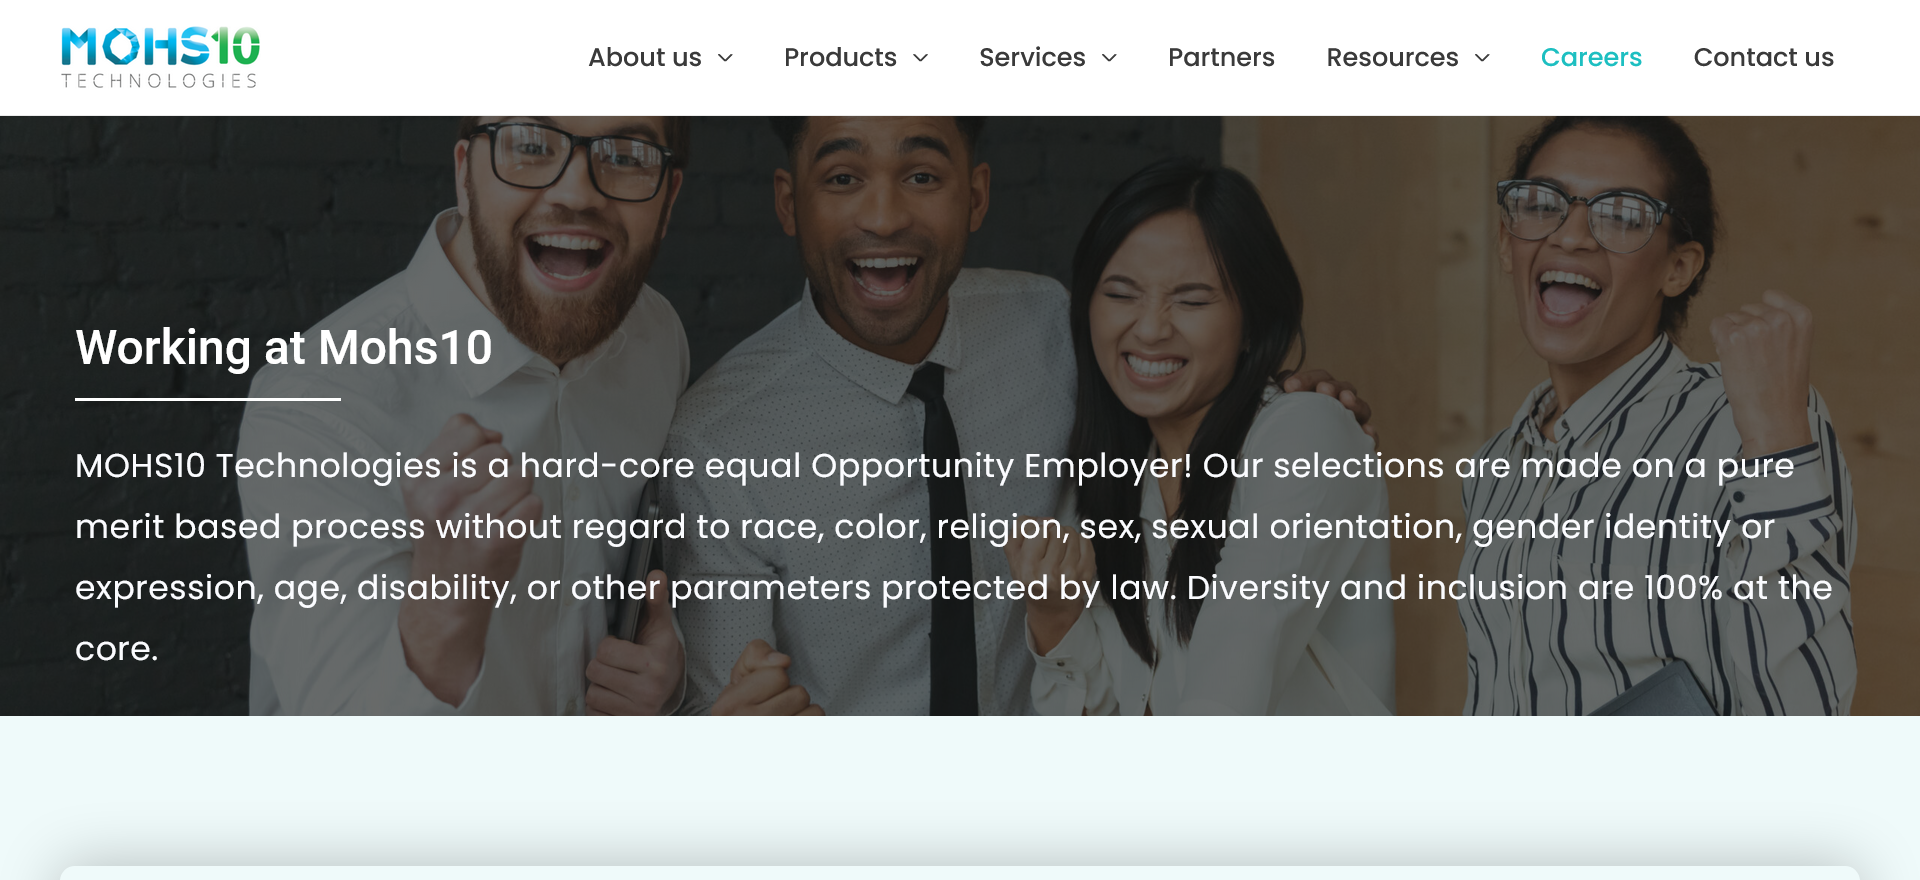 MOHS10
TECHNOLOGIES
About us
Products
Services
Partners
Resources
Careers
Contact us
Working at Mohs10
MOHS10 Technologies is a hard-core equal Opportunity Employer! Our selections are made on a pure
merit based process without regard to race, color, religion, sex, sexual orientation, gender identity or
expression, age, disability, or other parameters protected by law. Diversity and inclusion are 100% at the
core.